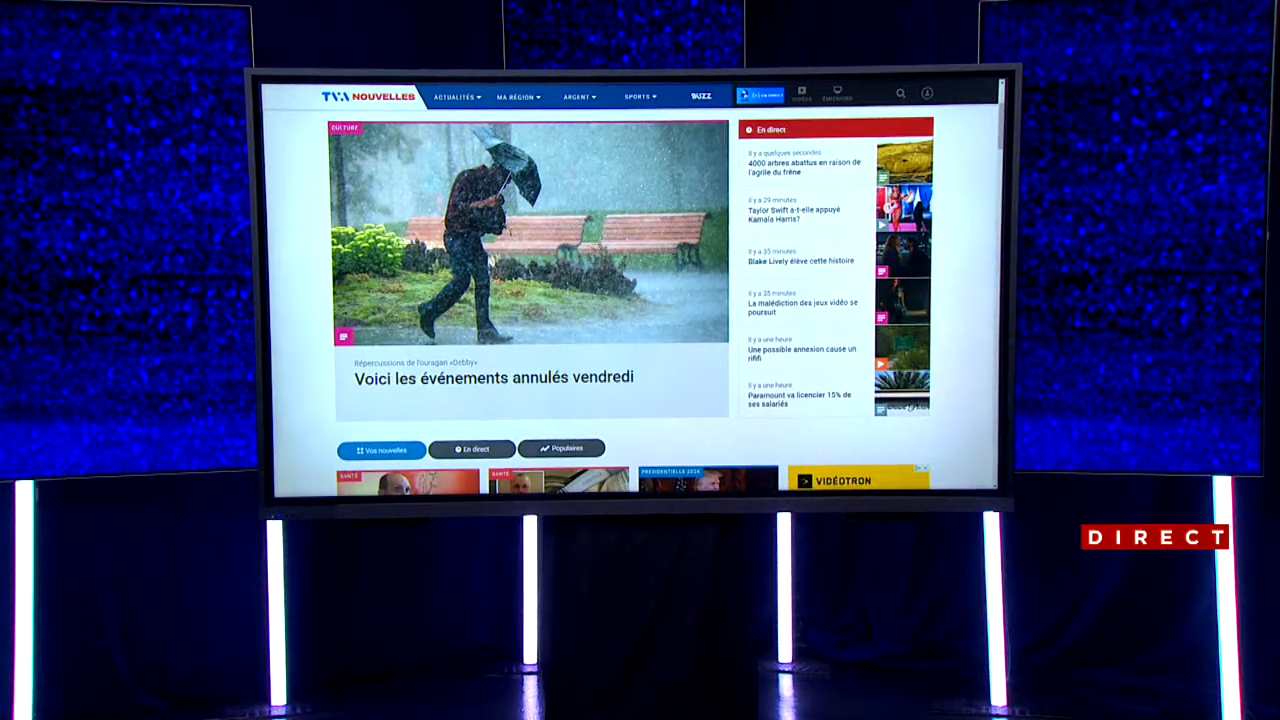 TVA NOUVELLES
ACTUALITÉS
MA RÉGION
ARGENT
SPORTS
BUZZ
EN DIRECT
VIDÉOS
ÉMISSIONS
CULTURE
Répercussions de l'ouragan «Debby»
Voici les événements annulés vendredi
En direct
Il y a quelques secondes
4000 arbres abattus en raison de
l'agrile du frêne
Il y a 29 minutes
Taylor Swift a-t-elle appuyé
Kamala Harris?
Il y a 35 minutes
Blake Lively élève cette histoire
Il y a 35 minutes
La malédiction des jeux vidéo se
poursuit
Il y a une heure
Une possible annexion cause un
rififi
Il y a une heure
Paramount va licencier 15% de
ses salariés
Vos nouvelles
En direct
Populaires
SANTÉ
SANTÉ
PRÉSIDENTIELLE 2024
VIDÉOTRON
DIRECT